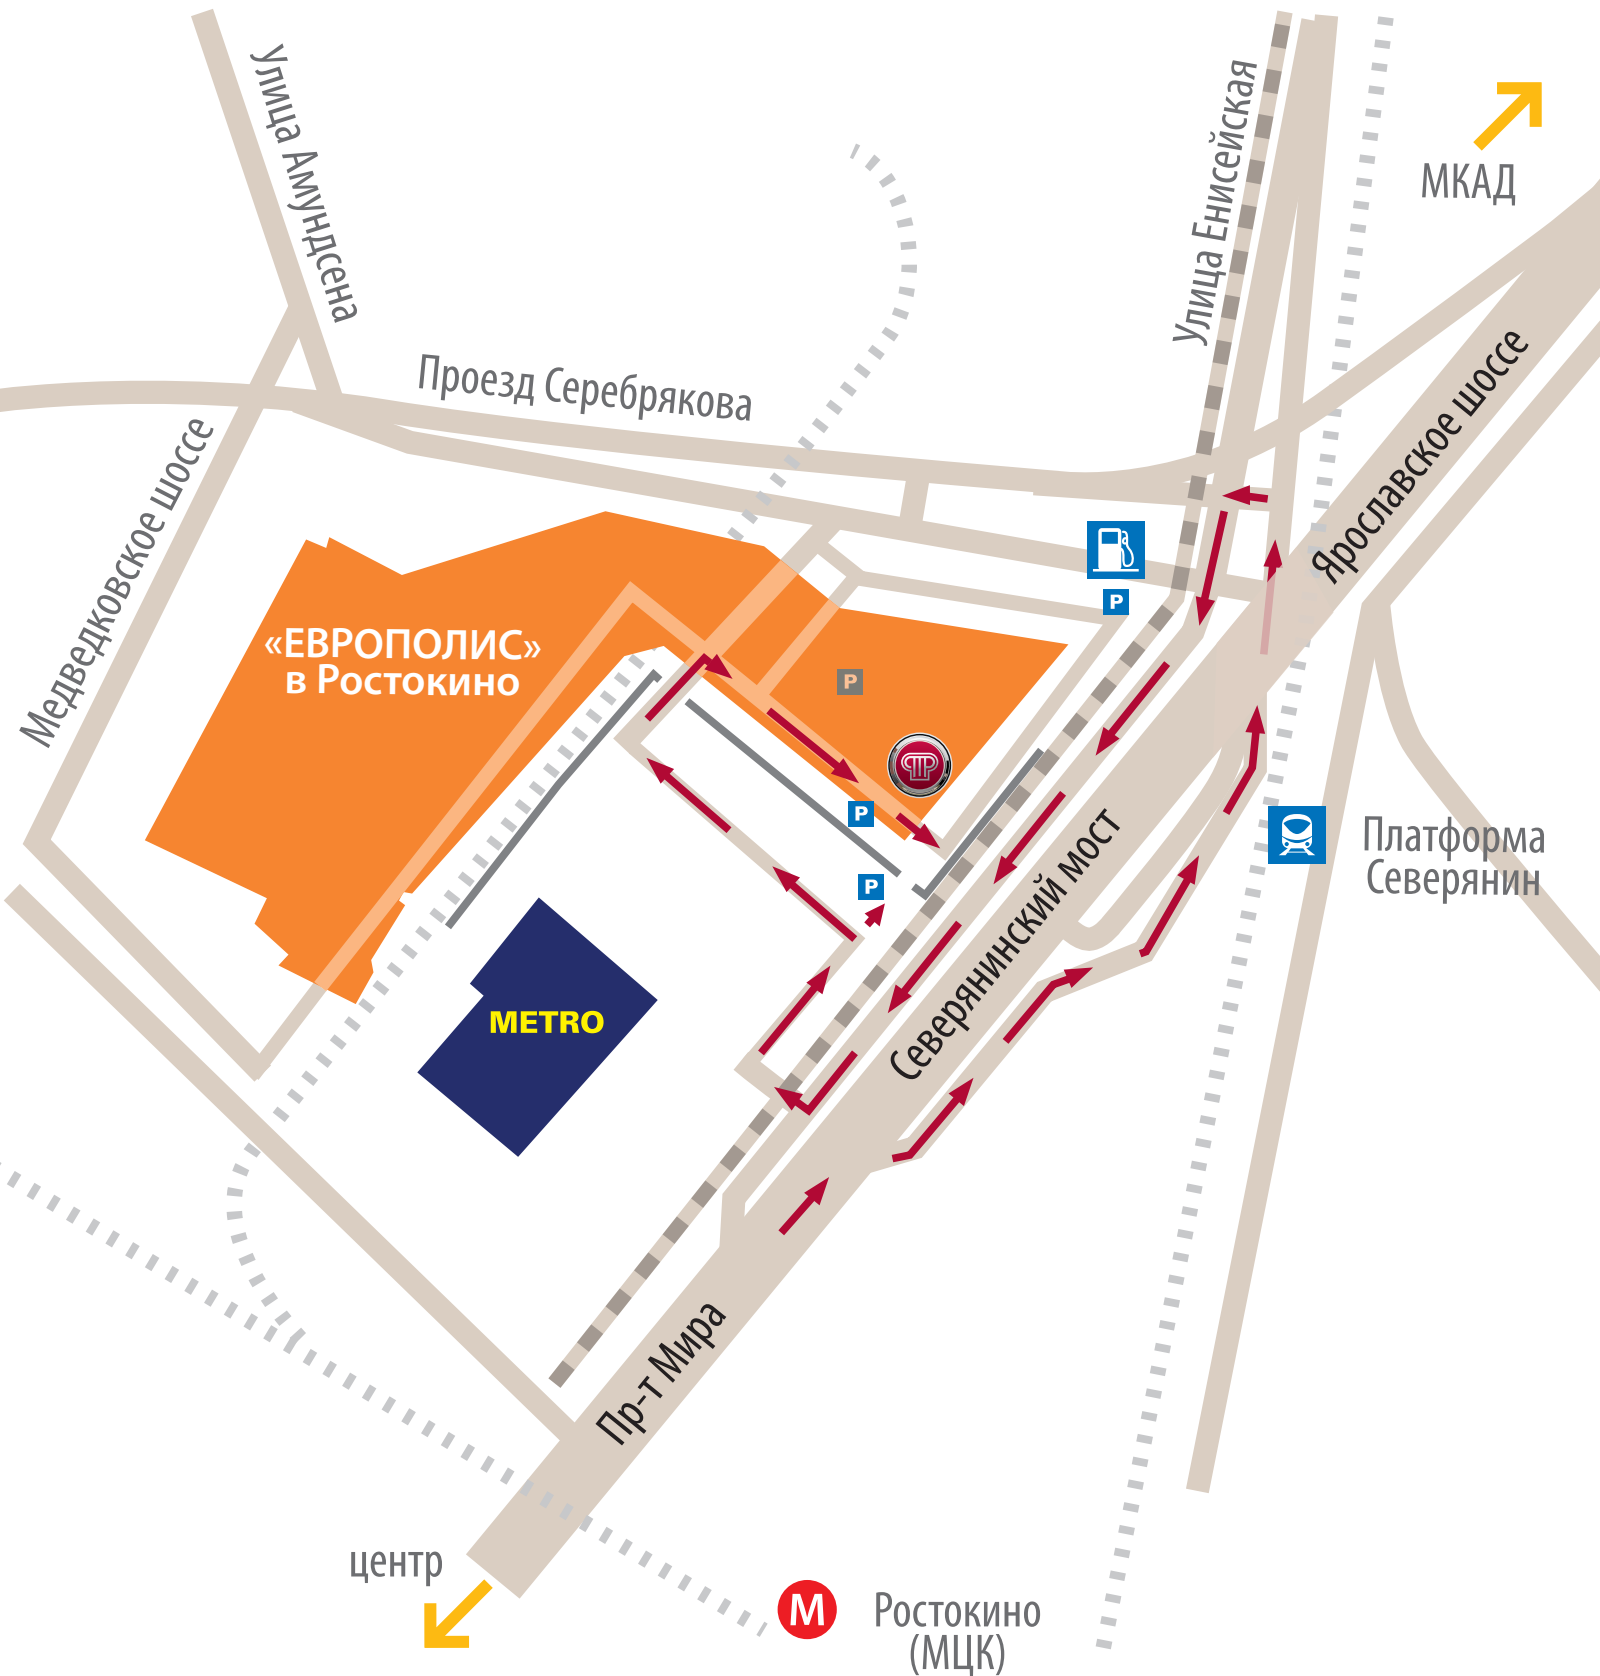 Улица Амундсена
Улица Енисейская
МКАД
Проезд Серебрякова
Ярославское шоссе
Медведковское шоссе
P
«ЕВРОПОЛИС»
в Ростокино
P
P
P
Платформа
Северянин
Северянинский мост
METRO
Пр-т Мира
центр
М
Ростокино
(МЦК)